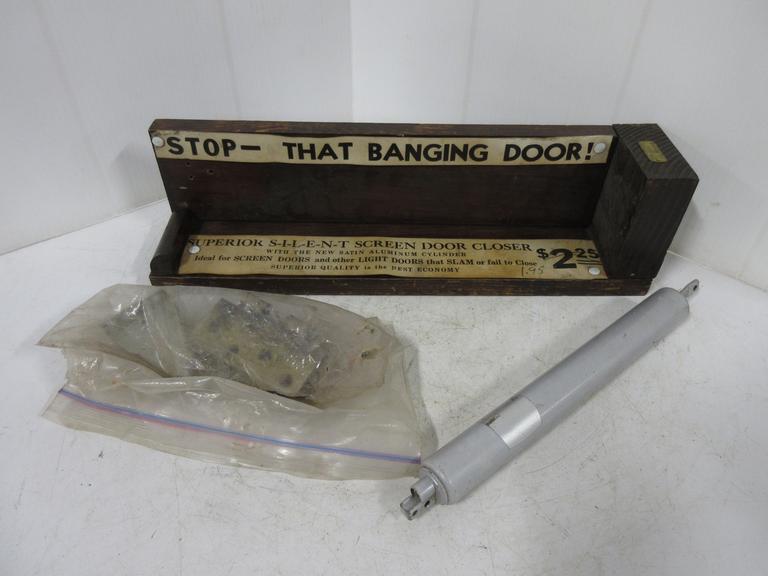 STOP— THAT BANGING DOOR!
SUPERIOR S-I-L-E-N-T SCREEN DOOR CLOSER
WITH THE NEW SATIN ALUMINUM CYLINDER
Ideal for SCREEN DOORS and other LIGHT DOORS that SLAM or fail to Close
SUPERIOR QUALITY is the BEST ECONOMY
$2.25
1.95